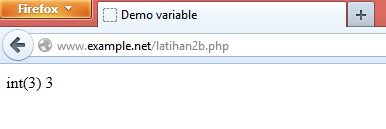 Firefox
Demo variable
www.example.net/latihan2b.php
int(3) 3